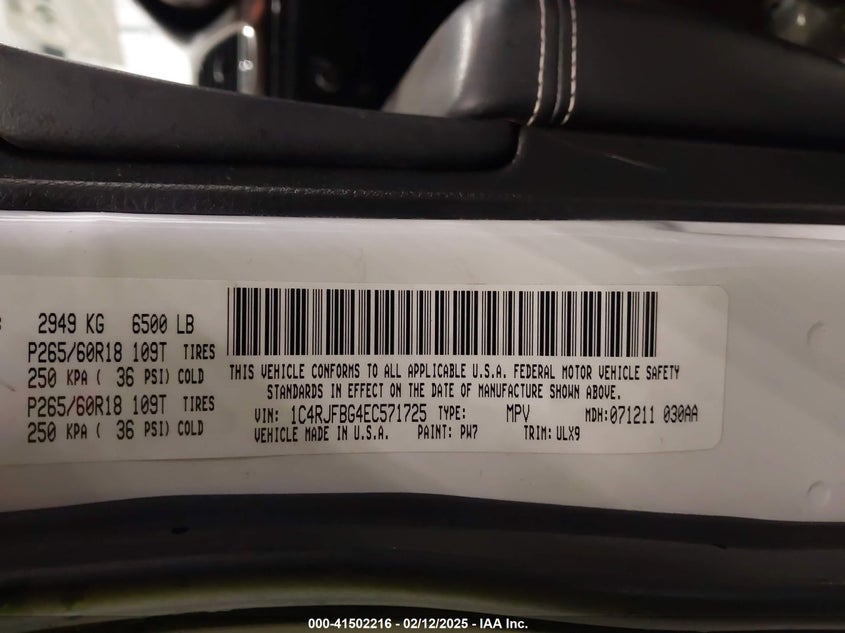 2949 KG 6500 LB
P265/60R18 109T TIRES
250 KPA ( 36 PSI) COLD
P265/60R18 109T TIRES
250 KPA ( 36 PSI) COLD
THIS VEHICLE CONFORMS TO ALL APPLICABLE U.S.A. FEDERAL MOTOR VEHICLE SAFETY
STANDARDS IN EFFECT ON THE DATE OF MANUFACTURE SHOWN ABOVE.
VIN: 1C4RJFBG4EC571725 TYPE: MPV MDH:071211 030AA
VEHICLE MADE IN U.S.A. PAINT: PW7 TRIM: ULX9
000-41502216 - 02/12/2025 - IAA Inc.